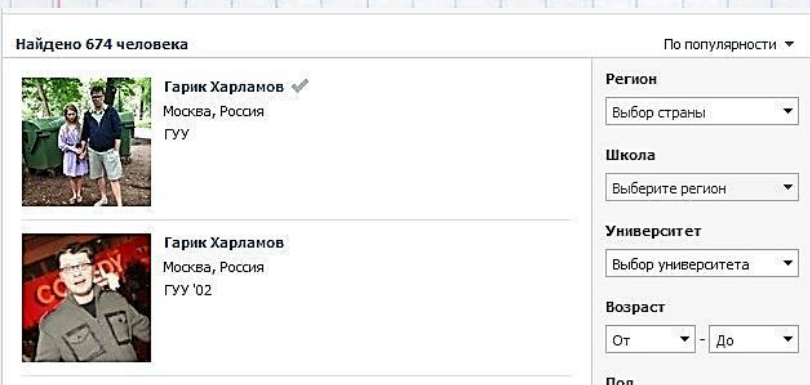 Найдено 674 человека
По популярности
Гарик Харламов
Москва, Россия
ГУУ
Гарик Харламов
Москва, Россия
ГУУ '02
COMEDY
Регион
Выбор страны
Школа
Выберите регион
Университет
Выбор университета
Возраст
От - До
Пол